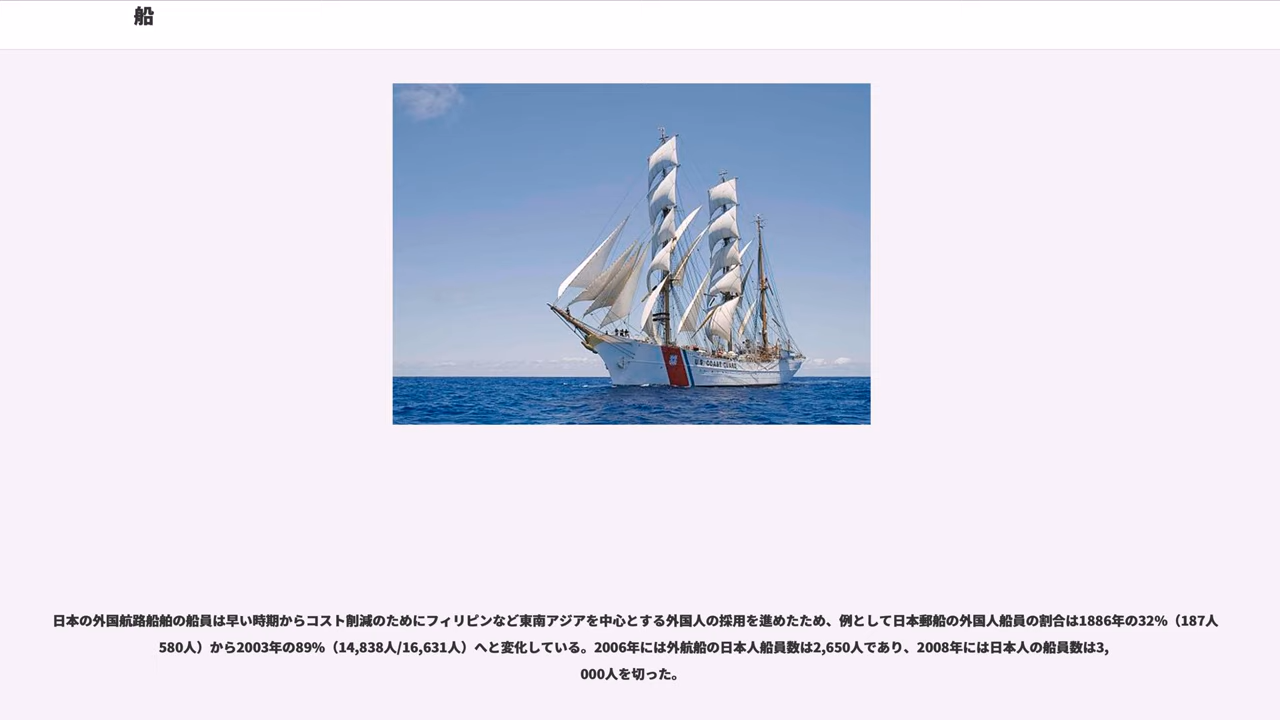 船
U.S. COAST GUARD
日本の外国航路船舶の船員は早い時期からコスト削減のためにフィリピンなど東南アジアを中心とする外国人の採用を進めたため、例として日本郵船の外国人船員の割合は1886年の32%（187人
580人）から2003年の89%（14,838人/16,631人）へと変化している。2006年には外航船の日本人船員数は2,650人であり、2008年には日本人の船員数は3,
000人を切った。